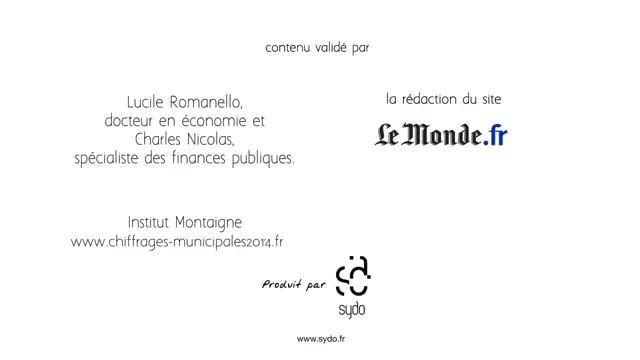 contenu validé par
Lucile Romanello,
docteur en économie et
Charles Nicolas,
spécialiste des finances publiques.
la rédaction du site
Le Monde.fr
Institut Montaigne
www.chiffrages-municipales2014.fr
Produit par
sydo
www.sydo.fr